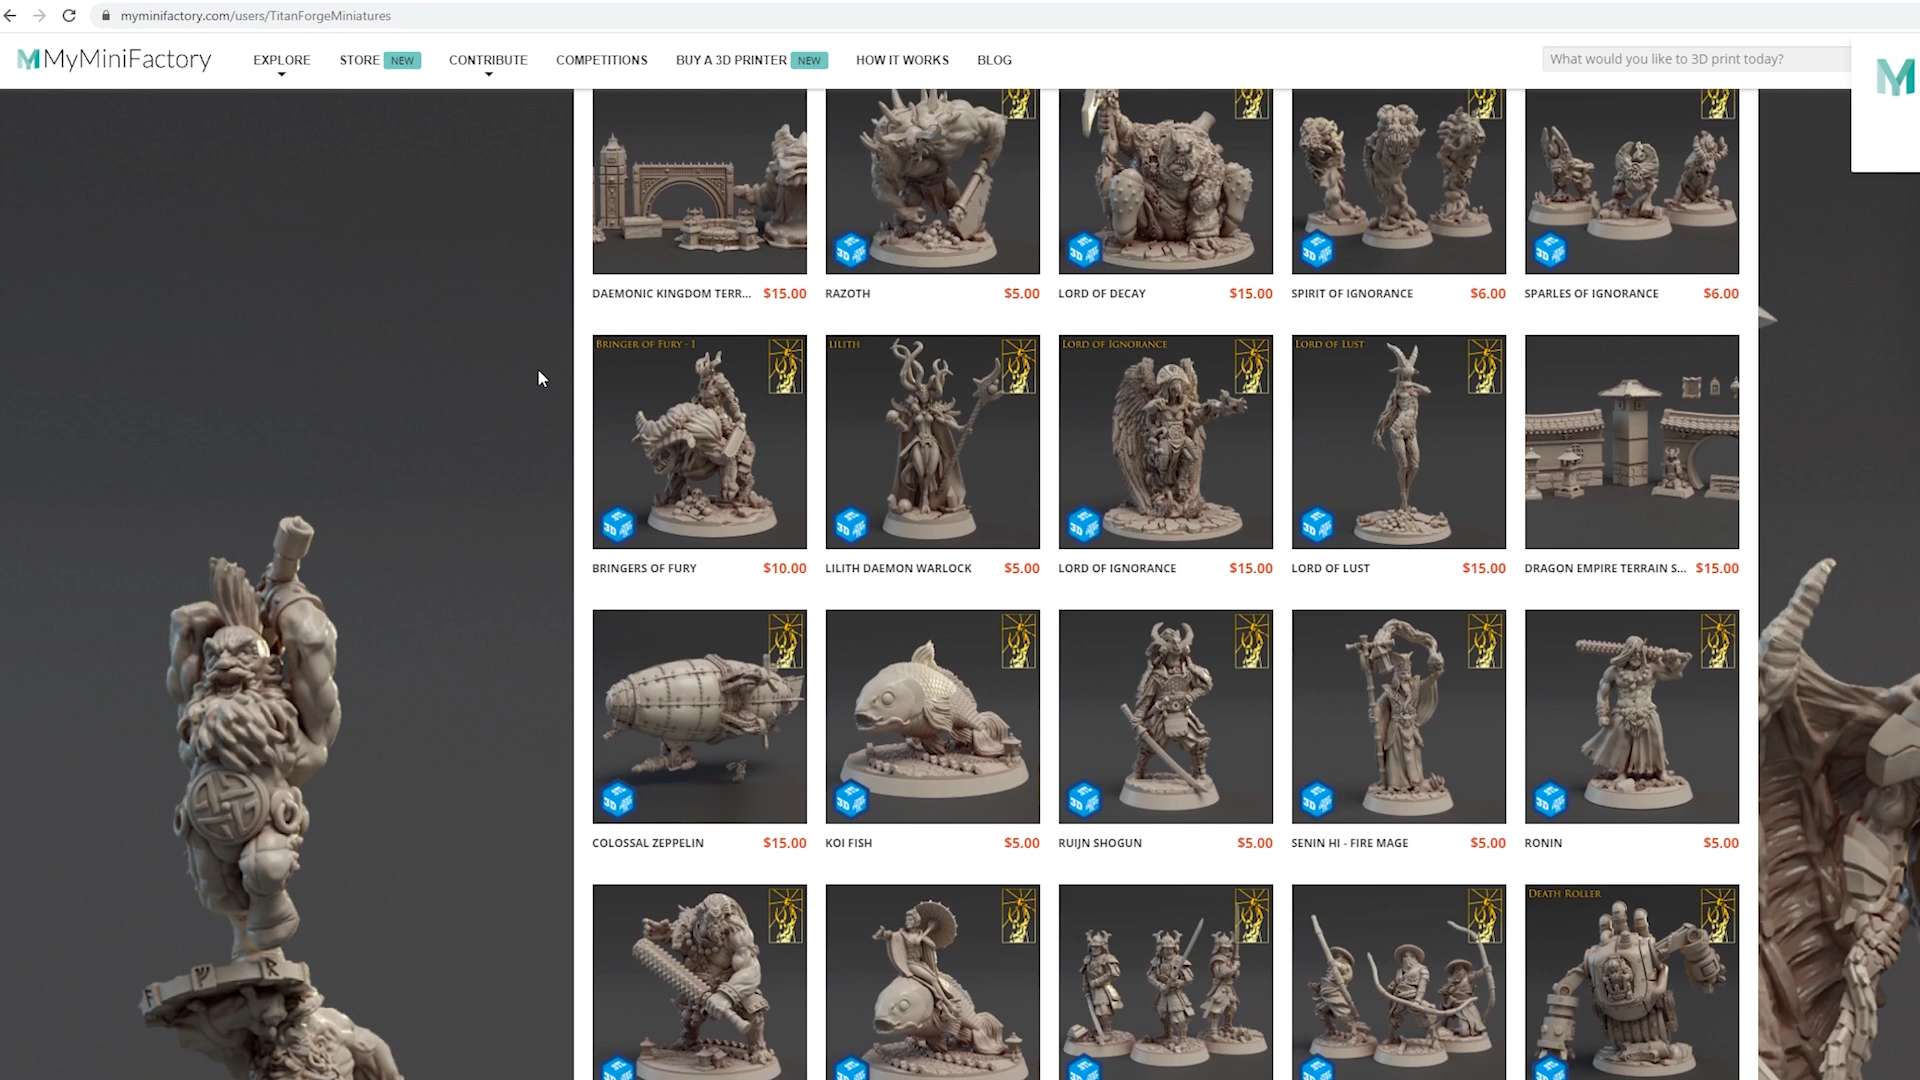 myminifactory.com/users/TitanForgeMiniatures
MyMiniFactory
EXPLORE
STORE NEW
CONTRIBUTE
COMPETITIONS
BUY A 3D PRINTER NEW
HOW IT WORKS
BLOG
What would you like to 3D print today?
M
DAEMONIC KINGDOM TERR... $15.00
RAZOTH $5.00
LORD OF DECAY $15.00
SPIRIT OF IGNORANCE $6.00
SPARLES OF IGNORANCE $6.00
BRINGER OF FURY - 1
LILITH
LORD OF IGNORANCE
LORD OF LUST
BRINGERS OF FURY $10.00
LILITH DAEMON WARLOCK $5.00
LORD OF IGNORANCE $15.00
LORD OF LUST $15.00
DRAGON EMPIRE TERRAIN S... $15.00
COLOSSAL ZEPPELIN $15.00
KOI FISH $5.00
RUIJN SHOGUN $5.00
SENIN HI - FIRE MAGE $5.00
RONIN $5.00
DEATH ROLLER